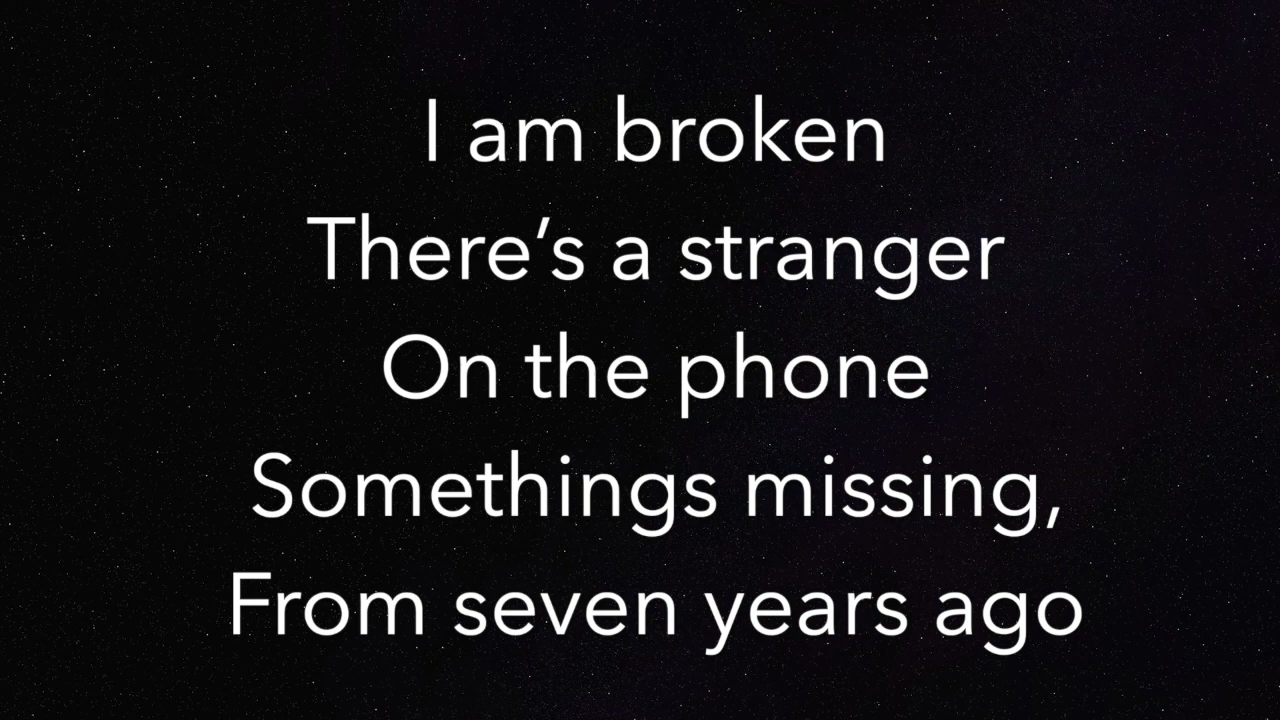 I am broken
There’s a stranger
On the phone
Somethings missing,
From seven years ago